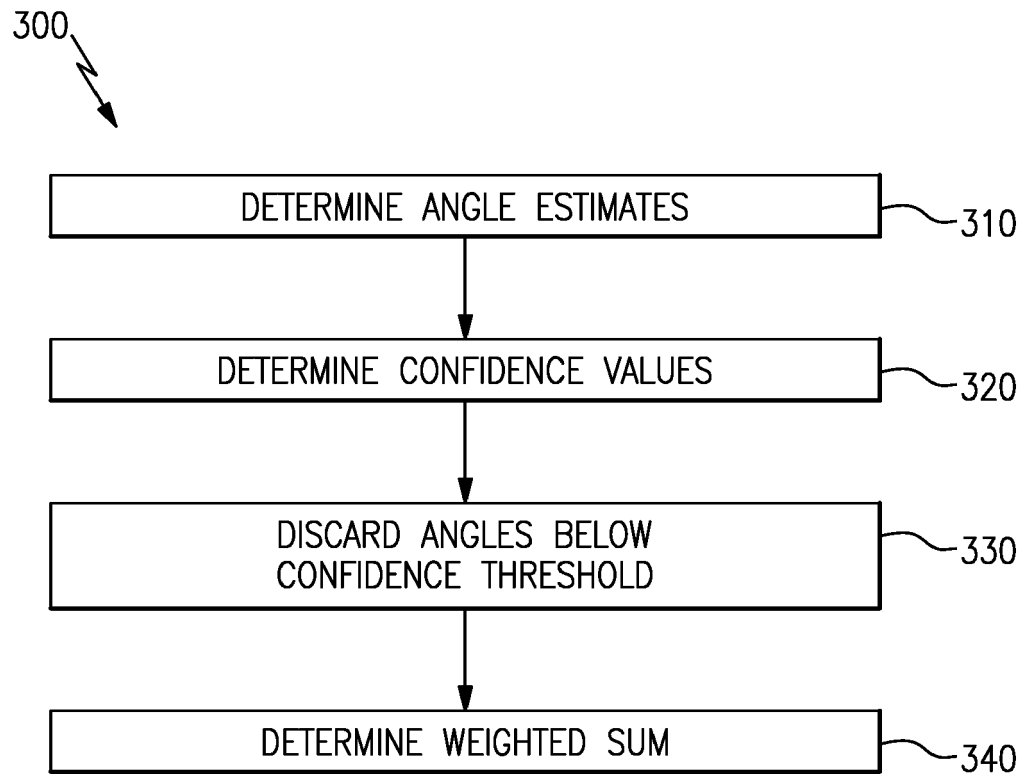 300
DETERMINE ANGLE ESTIMATES
310
DETERMINE CONFIDENCE VALUES
320
DISCARD ANGLES BELOW
CONFIDENCE THRESHOLD
330
DETERMINE WEIGHTED SUM
340